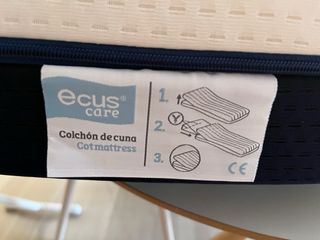 ecus®
care
Colchón de cuna
Cot mattress
1.
2.
3.
CE